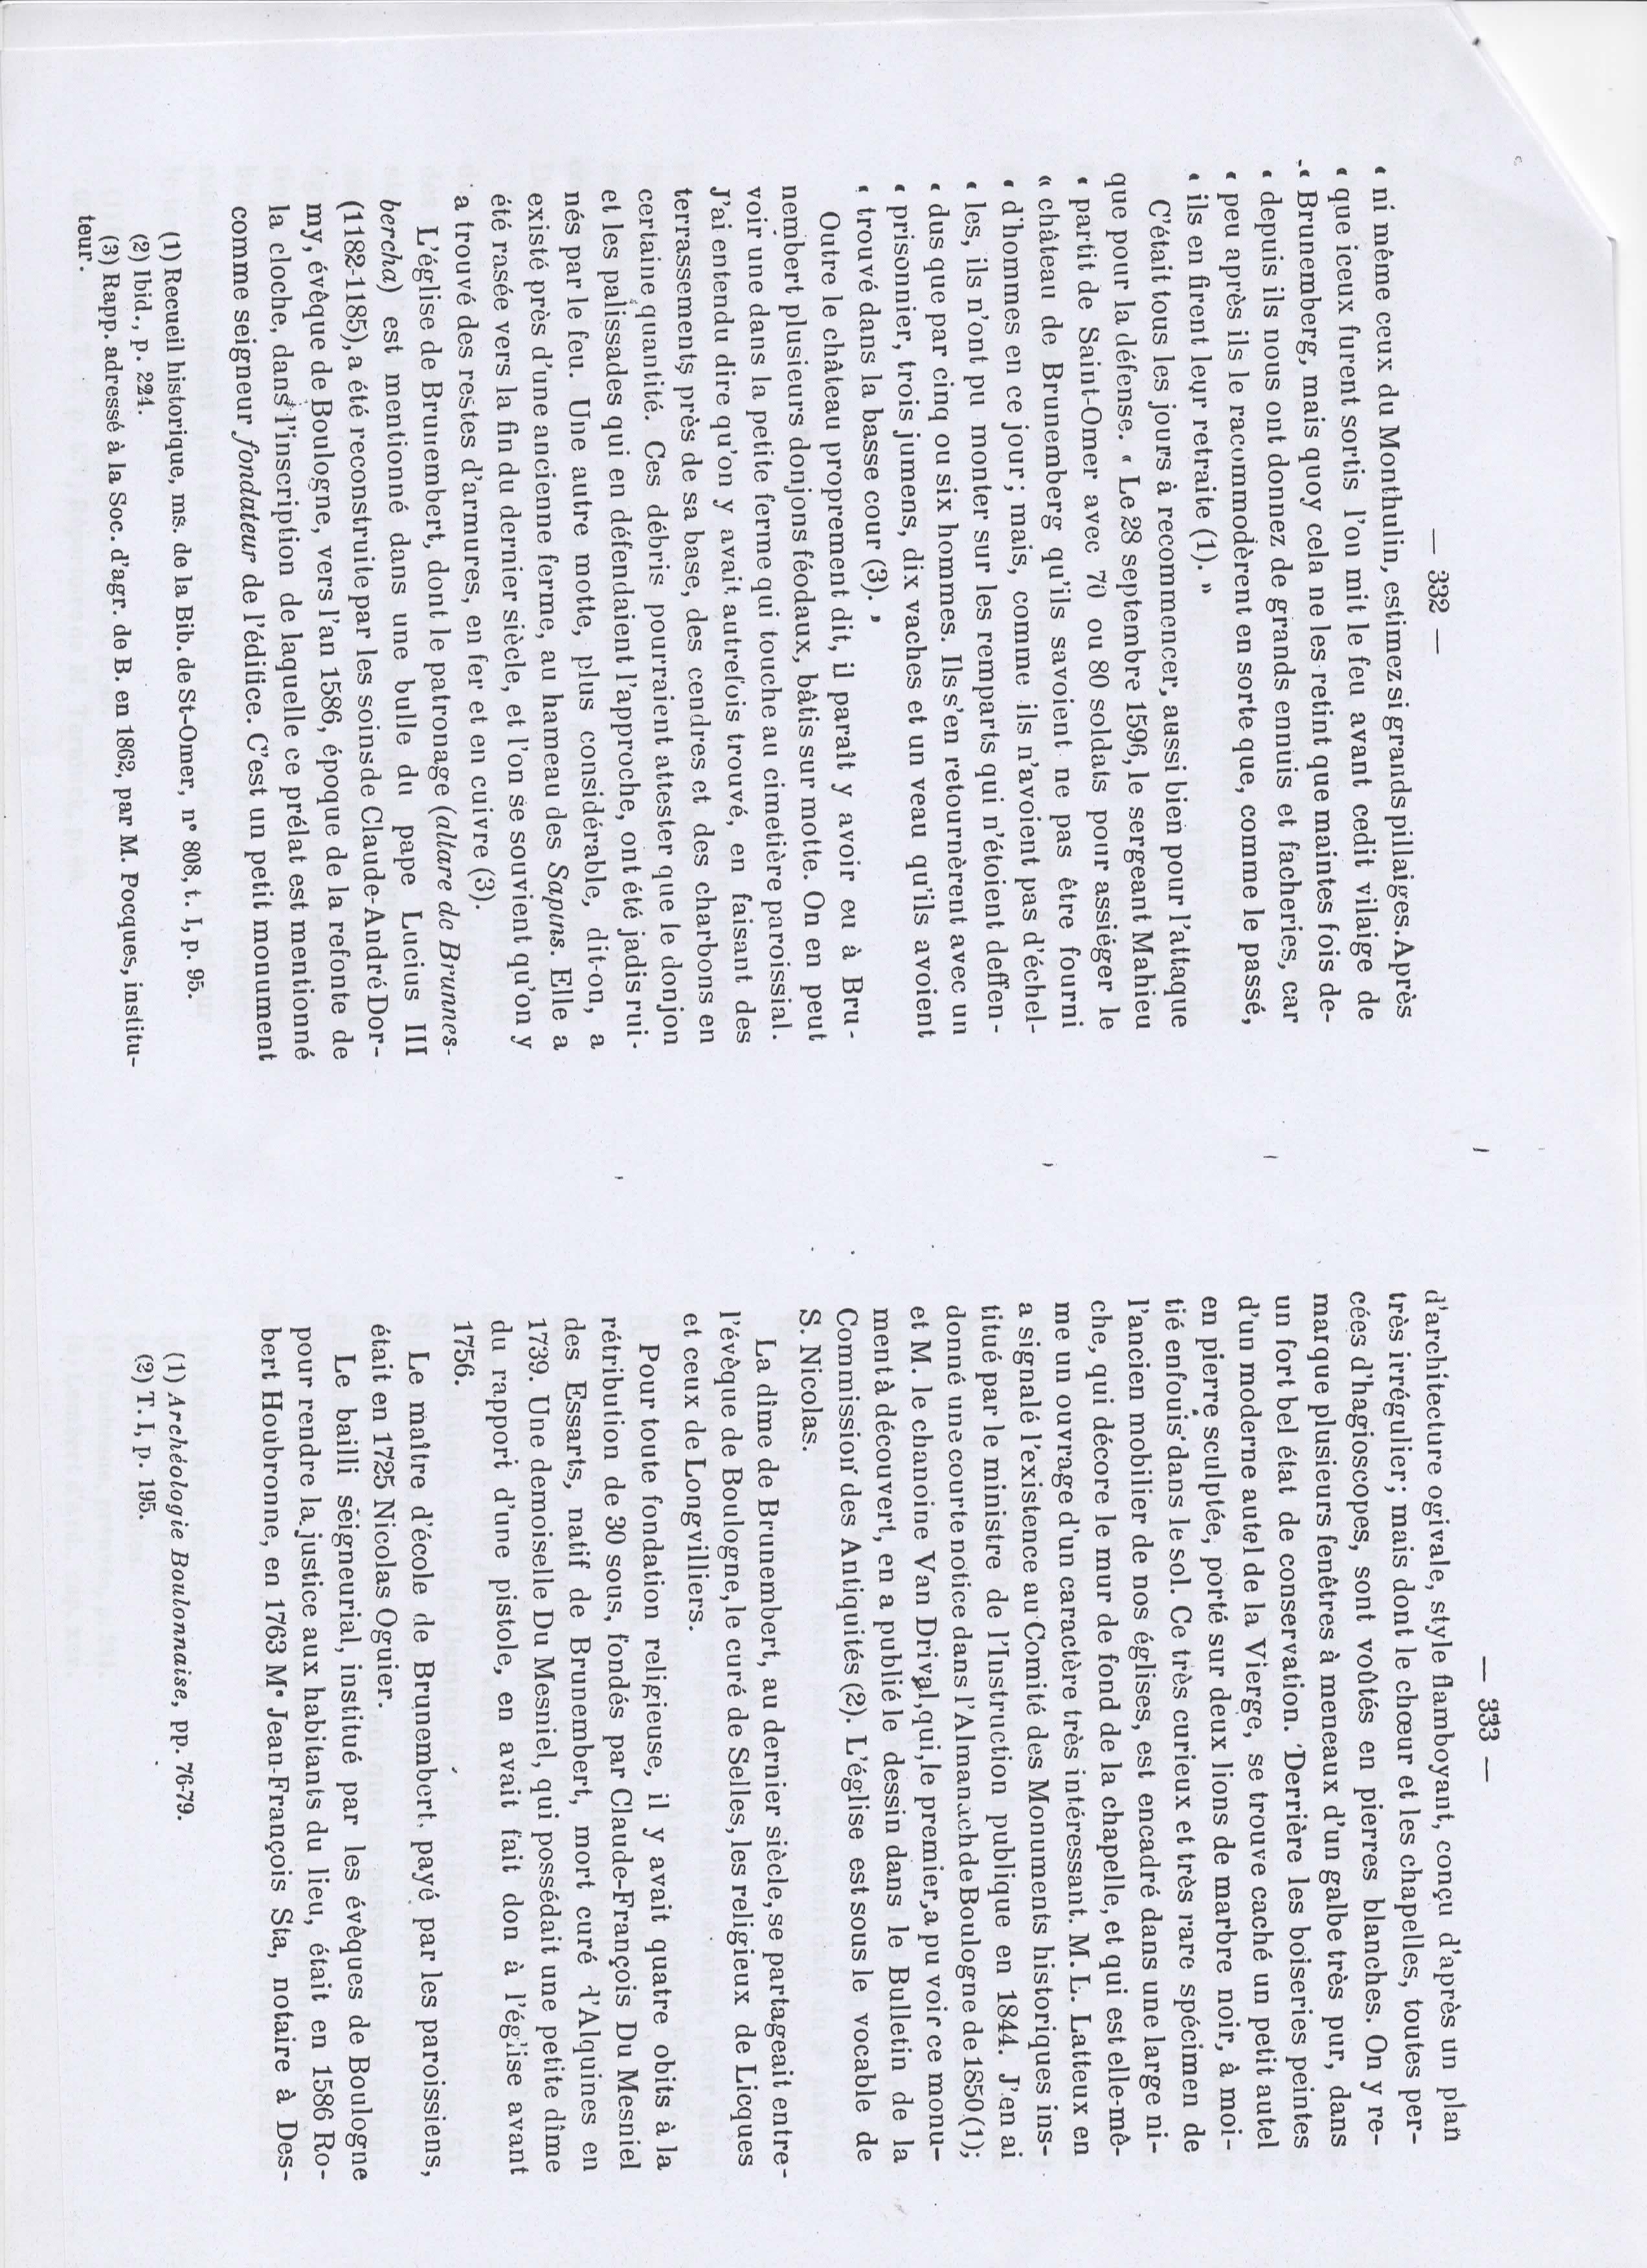 — 332 —
« ni même ceux du Monthulin, estimez si grands pillaiges. Après
« que iceux furent sortis l'on mit le feu avant cedit vilaige de
« Brunemberg, mais quoy cela ne les retint que maintes fois de-
« depuis ils nous ont donnez de grands ennuis et facheries, car
« peu après ils le racommodèrent en sorte que, comme le passé,
« ils en firent leur retraite (1). »
C'était tous les jours à recommencer, aussi bien pour l'attaque
que pour la défense. « Le 28 septembre 1596, le sergeant Mahieu
« partit de Saint-Omer avec 70 ou 80 soldats pour assiéger le
« château de Brunemberg qu'ils savoient ne pas être fourni
« d'hommes en ce jour; mais, comme ils n'avoient pas d'échel-
« les, ils n'ont pu monter sur les remparts qui n'étoient deffen-
« dus que par cinq ou six hommes. Ils s'en retournèrent avec un
« prisonnier, trois jumens, dix vaches et un veau qu'ils avoient
« trouvé dans la basse cour (3). »
Outre le château proprement dit, il paraît y avoir eu à Bru-
nembert plusieurs donjons féodaux, bâtis sur motte. On en peut
voir une dans la petite ferme qui touche au cimetière paroissial.
J'ai entendu dire qu'on y avait autrefois trouvé, en faisant des
terrassements près de sa base, des cendres et des charbons en
certaine quantité. Ces débris pourraient attester que le donjon
et les palissades qui en défendaient l'approche, ont été jadis rui-
nés par le feu. Une autre motte, plus considérable, dit-on, a
existé près d'une ancienne ferme, au hameau des Sapins. Elle a
été rasée vers la fin du dernier siècle, et l'on se souvient qu'on y
a trouvé des restes d'armures, en fer et en cuivre (3).
L'église de Brunembert, dont le patronage (altare de Brunnes-
bercha) est mentionné dans une bulle du pape Lucius III
(1182-1185), a été reconstruite par les soins de Claude-André Dor-
my, évêque de Boulogne, vers l'an 1586, époque de la refonte de
la cloche, dans l'inscription de laquelle ce prélat est mentionné
comme seigneur fondateur de l'édifice. C'est un petit monument
(1) Recueil historique, ms. de la Bib. de St-Omer, n° 808, t. I, p. 95.
(2) Ibid., p. 224.
(3) Rapp. adressé à la Soc. d'agr. de B. en 1862, par M. Pocques, institu-
teur.
— 333 —
d'architecture ogivale, style flamboyant, conçu d'après un plan
très irrégulier; mais dont le chœur et les chapelles, toutes per-
cées d'hagioscopes, sont voûtés en pierres blanches. On y re-
marque plusieurs fenêtres à meneaux d'un galbe très pur, dans
un fort bel état de conservation. Derrière les boiseries peintes
d'un moderne autel de la Vierge, se trouve caché un petit autel
en pierre sculptée, porté sur deux lions de marbre noir, à moi-
tié enfouis dans le sol. Ce très curieux et très rare spécimen de
l'ancien mobilier de nos églises, est encadré dans une large ni-
che, qui décore le mur de fond de la chapelle, et qui est elle-mê-
me un ouvrage d'un caractère très intéressant. M. L. Latteux en
a signalé l'existence au Comité des Monuments historiques ins-
titué par le ministre de l'Instruction publique en 1844. J'en ai
donné une courte notice dans l'Almanach de Boulogne de 1850 (1);
et M. le chanoine Van Drival, qui, le premier, a pu voir ce monu-
ment à découvert, en a publié le dessin dans le Bulletin de la
Commission des Antiquités (2). L'église est sous le vocable de
S. Nicolas.
La dîme de Brunembert, au dernier siècle, se partageait entre
l'évêque de Boulogne, le curé de Selles, les religieux de Licques
et ceux de Longvilliers.
Pour toute fondation religieuse, il y avait quatre obits à la
rétribution de 30 sous, fondés par Claude-François Du Mesniel
des Essarts, natif de Brunembert, mort curé d'Alquines en
1739. Une demoiselle Du Mesniel, qui possédait une petite dîme
du rapport d'une pistole, en avait fait don à l'église avant
1756.
Le maître d'école de Brunembert, payé par les paroissiens,
était en 1725 Nicolas Oguier.
Le bailli seigneurial, institué par les évêques de Boulogne
pour rendre la justice aux habitants du lieu, était en 1586 Ro-
bert Houbronne, en 1763 Me Jean-François Sta, notaire à Des-
(1) Archéologie Boulonnaise, pp. 76-79.
(2) T. I, p. 195.